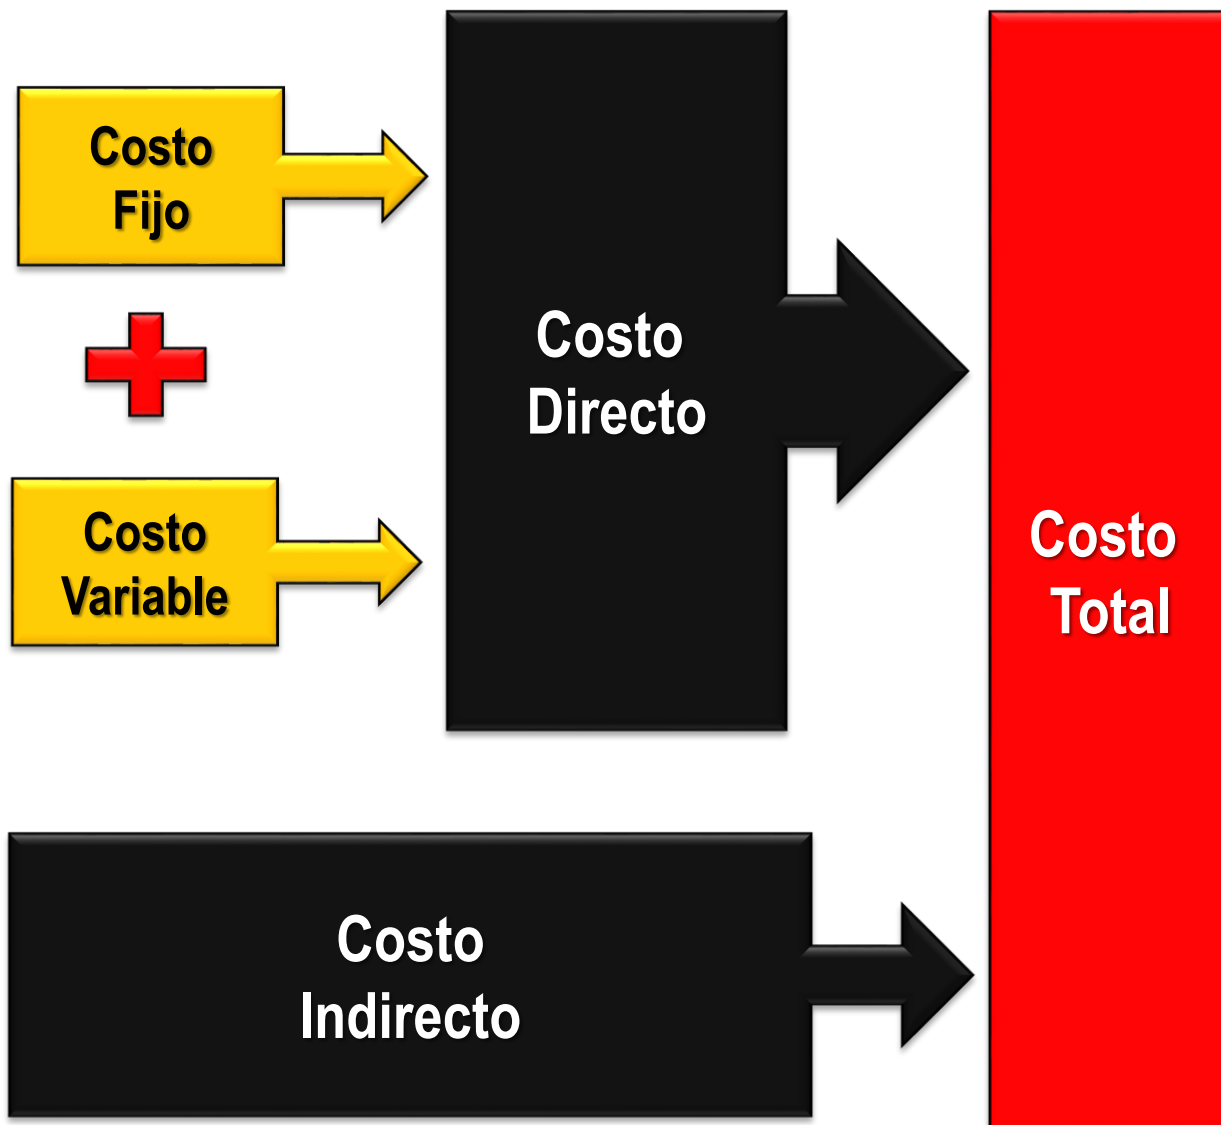 Costo
Fijo
Costo
Variable
Costo
Directo
Costo
Indirecto
Costo
Total